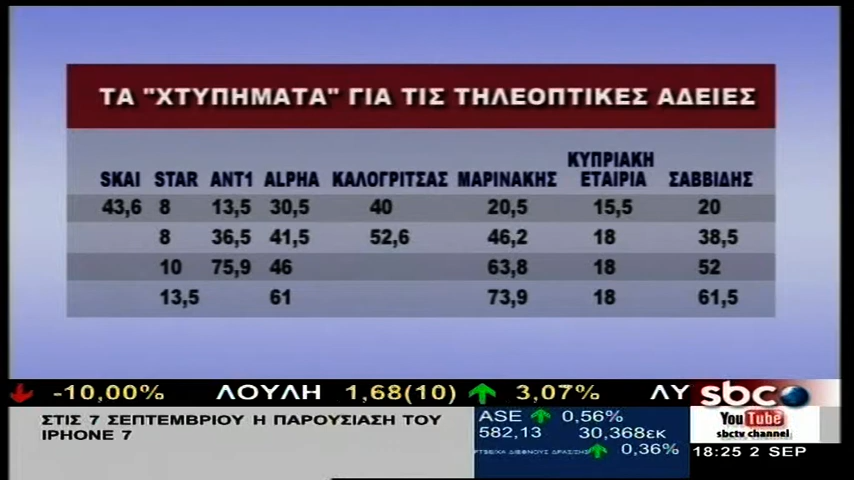 ΤΑ "ΧΤΥΠΗΜΑΤΑ" ΓΙΑ ΤΙΣ ΤΗΛΕΟΠΤΙΚΕΣ ΑΔΕΙΕΣ
SKAI STAR ANT1 ALPHA ΚΑΛΟΓΡΙΤΣΑΣ ΜΑΡΙΝΑΚΗΣ ΚΥΠΡΙΑΚΗ ΕΤΑΙΡΙΑ ΣΑΒΒΙΔΗΣ
43,6 8 13,5 30,5 40 20,5 15,5 20
8 36,5 41,5 52,6 46,2 18 38,5
10 75,9 46 63,8 18 52
13,5 61 73,9 18 61,5
-10,00% ΛΟΥΛΗ 1,68(10) 3,07% ΛΥ
sbc
ΣΤΙΣ 7 ΣΕΠΤΕΜΒΡΙΟΥ Η ΠΑΡΟΥΣΙΑΣΗ ΤΟΥ
IPHONE 7
ASE 0,56%
582,13 30,368εκ
0,36%
YouTube
sbctv channel
18:25 2 SEP